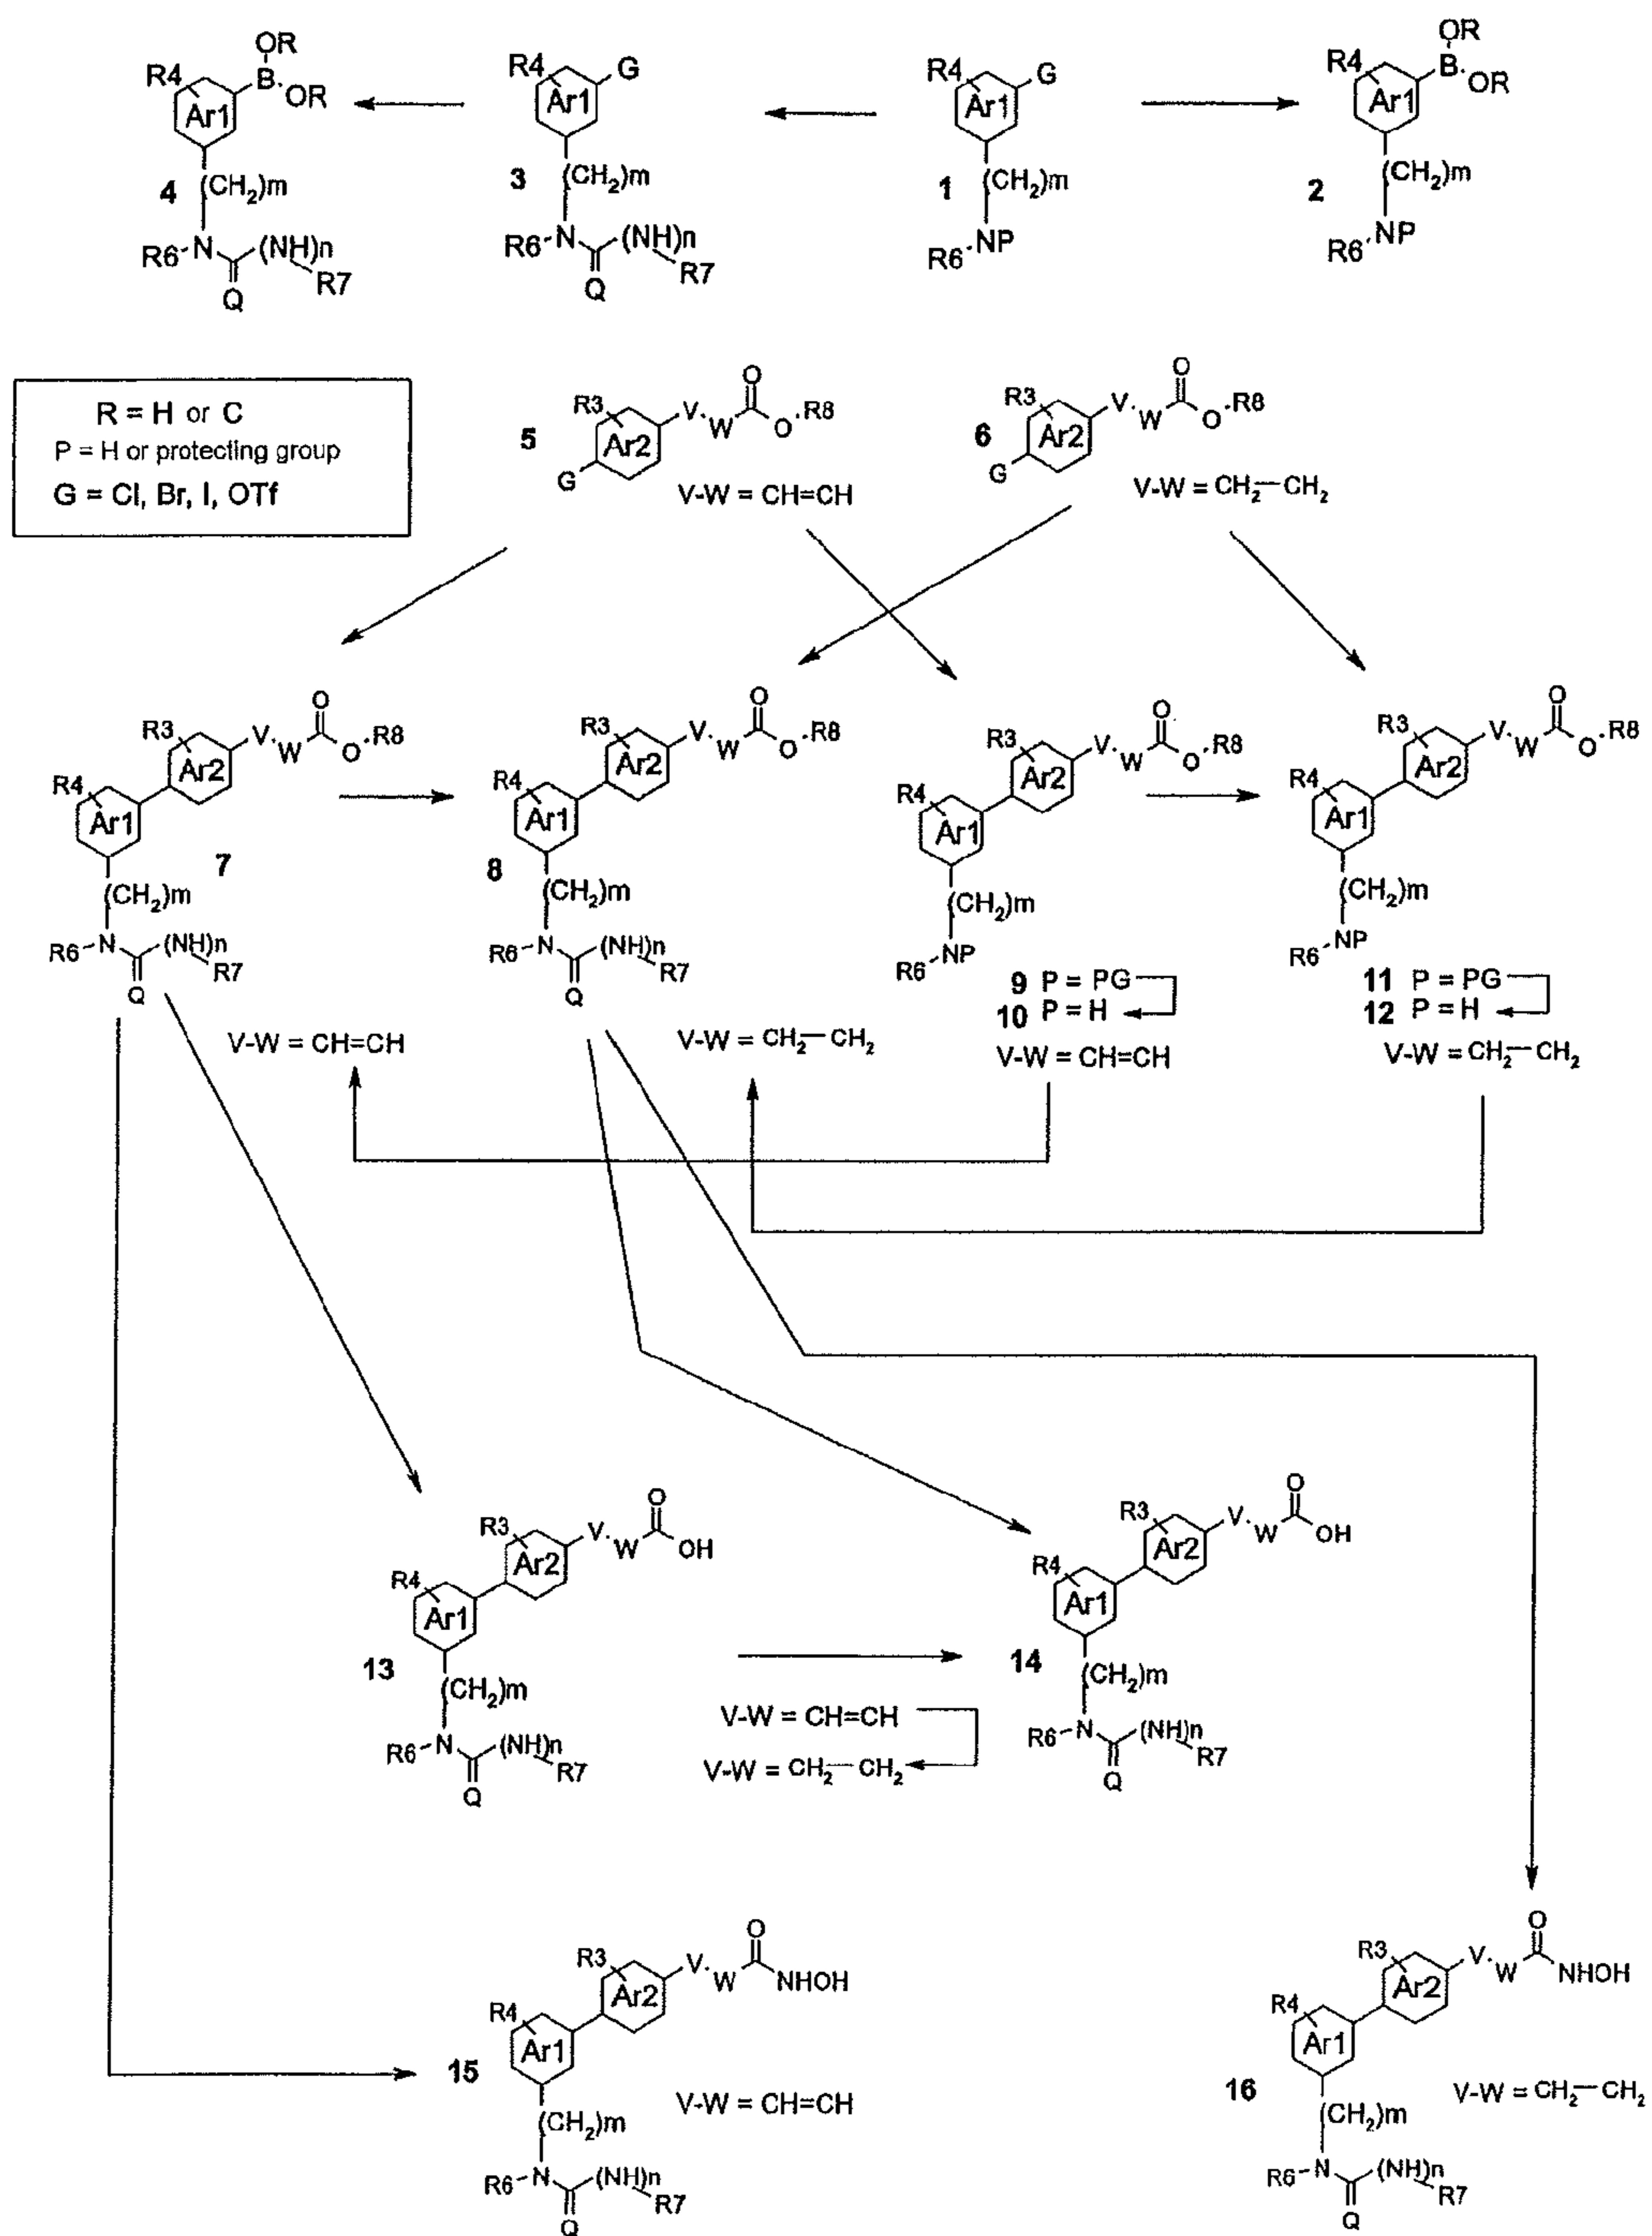 OR
R4 B
Ar1 OR
4 (CH2)m
R6-N (NH)n
R7
Q
R4 G
Ar1
3 (CH2)m
R6-N (NH)n
R7
Q
R4 G
Ar1
1 (CH2)m
NP
R6
OR
R4 B
Ar1 OR
2 (CH2)m
NP
R6
R = H or C
P = H or protecting group
G = Cl, Br, I, OTf
O
R3 V W O R8
5 Ar2
G
V-W = CH=CH
O
R3 V W O R8
6 Ar2
G
V-W = CH2—CH2
O
R3 V W O R8
Ar2
R4
Ar1
7
(CH2)m
R6-N (NH)n
R7
Q
V-W = CH=CH
O
R3 V W O R8
Ar2
R4
Ar1
8
(CH2)m
R6-N (NH)n
R7
Q
V-W = CH2—CH2
O
R3 V W O R8
Ar2
R4
Ar1
(CH2)m
NP
R6
9 P = PG
10 P = H
V-W = CH=CH
O
R3 V W O R8
Ar2
R4
Ar1
(CH2)m
NP
R6
11 P = PG
12 P = H
V-W = CH2—CH2
O
R3 V W OH
Ar2
R4
Ar1
13
(CH2)m
R6-N (NH)n
R7
Q
V-W = CH=CH
V-W = CH2—CH2
O
R3 V W OH
Ar2
R4
Ar1
14
(CH2)m
R6-N (NH)n
R7
Q
O
R3 V W NHOH
Ar2
R4
Ar1
15
V-W = CH=CH
(CH2)m
R6-N (NH)n
R7
Q
O
R3 V W NHOH
Ar2
R4
Ar1
16
V-W = CH2—CH2
(CH2)m
R6-N (NH)n
R7
Q